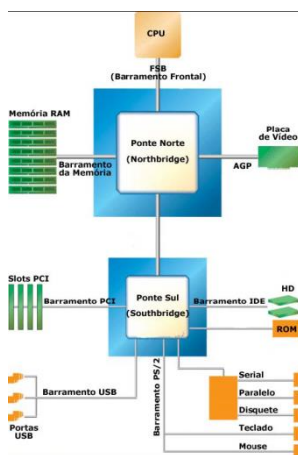 CPU
FSB
(Barramento Frontal)
Memória RAM
Placa
de Vídeo
Ponte Norte
(Northbridge)
Barramento
da Memória
AGP
Slots PCI
HD
Barramento PCI
Ponte Sul
(Southbridge)
Barramento IDE
ROM
Barramento USB
Barramento PS/2
Portas
USB
Serial
Paralelo
Disquete
Teclado
Mouse